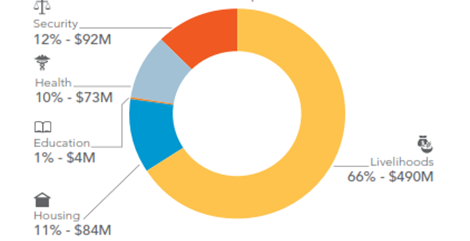 Security
12% - $92M
Health
10% - $73M
Education
1% - $4M
Housing
11% - $84M
Livelihoods
66% - $490M